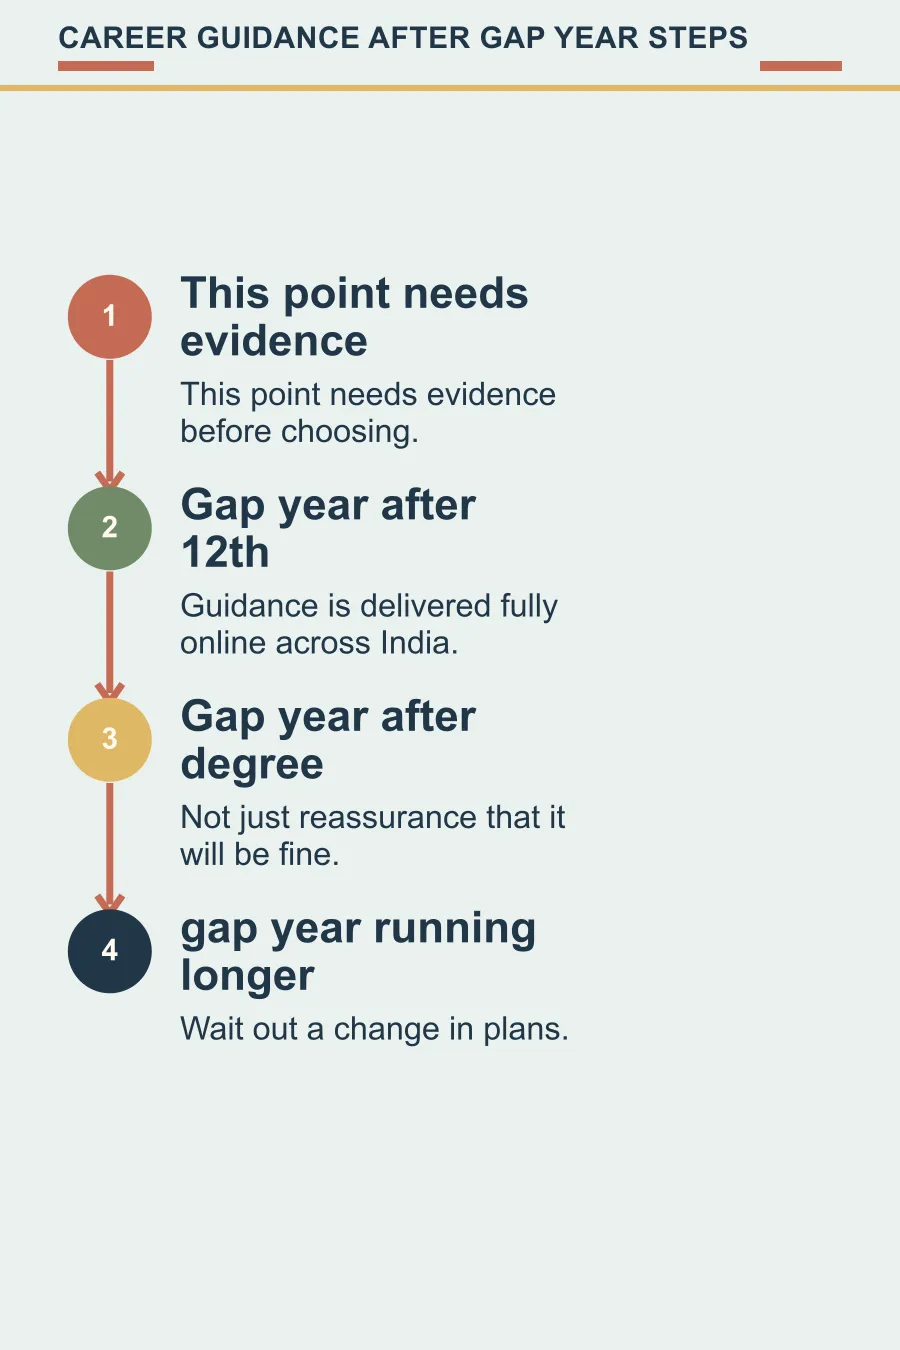 CAREER GUIDANCE AFTER GAP YEAR STEPS
1
This point needs
evidence
This point needs evidence
before choosing.
2
Gap year after
12th
Guidance is delivered fully
online across India.
3
Gap year after
degree
Not just reassurance that it
will be fine.
4
gap year running
longer
Wait out a change in plans.